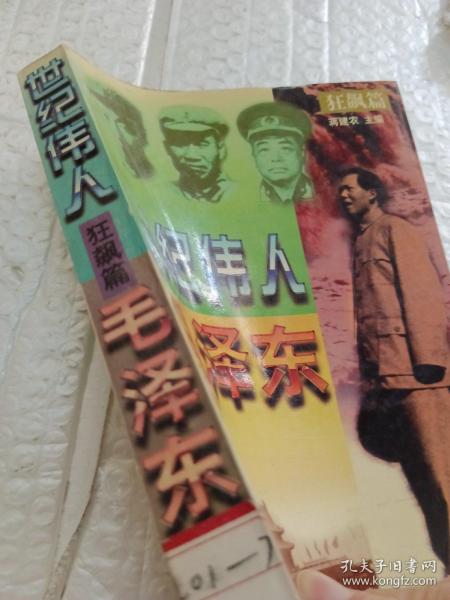 世纪伟人
狂飙篇
毛泽东
狂飙篇
蒋建农 主编
纪伟人
泽东
孔夫子旧书网
www.kongfz.com